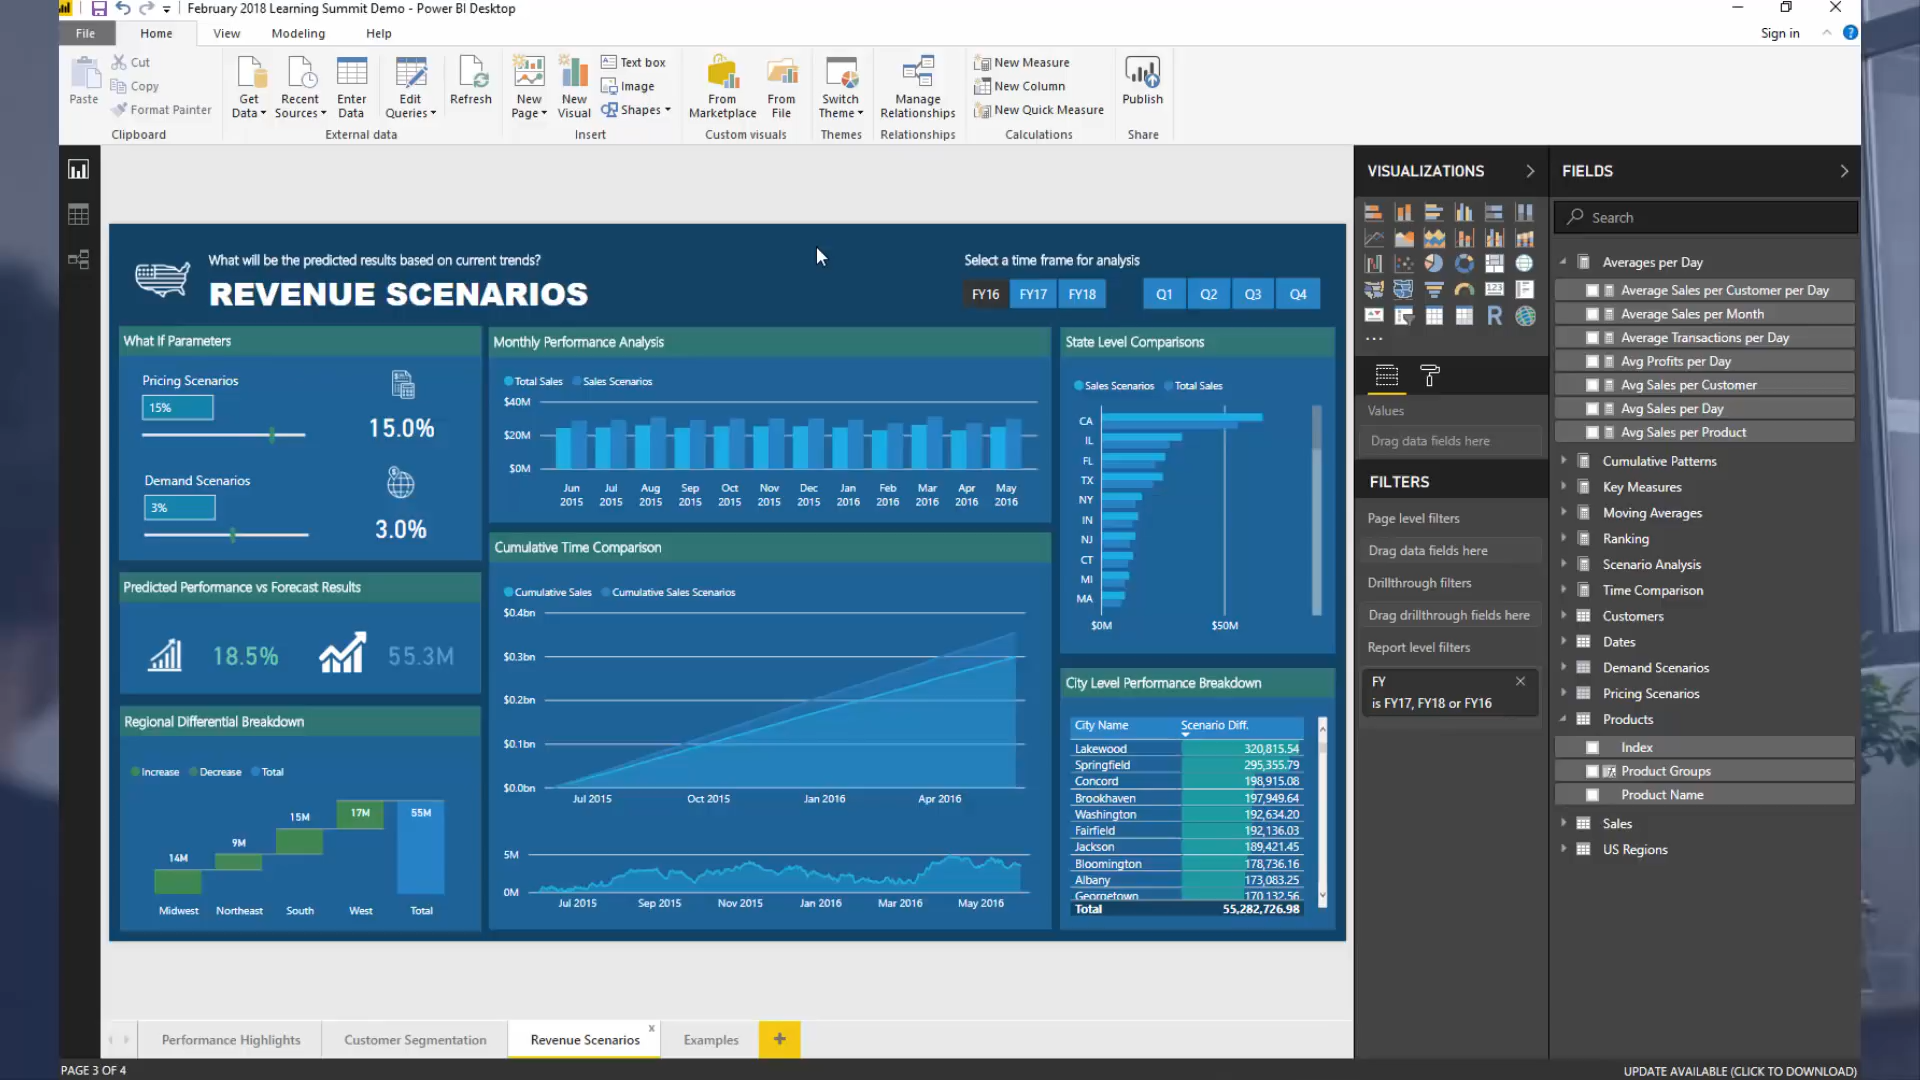 February 2018 Learning Summit Demo - Power BI Desktop
File Home View Modeling Help Sign in
Paste Cut Copy Format Painter Clipboard
Get Data Recent Sources Enter Data Edit Queries Refresh External data
New Page New Visual Text box Image Shapes Insert
From Marketplace From File Custom visuals
Switch Theme Themes
Manage Relationships Relationships
New Measure New Column New Quick Measure Calculations
Publish Share
What will be the predicted results based on current trends?
REVENUE SCENARIOS
Select a time frame for analysis
FY16 FY17 FY18 Q1 Q2 Q3 Q4
What If Parameters
Pricing Scenarios
15%
15.0%
Demand Scenarios
3%
3.0%
Predicted Performance vs Forecast Results
18.5% 55.3M
Regional Differential Breakdown
Increase Decrease Total
14M 9M 15M 17M 55M
Midwest Northeast South West Total
Monthly Performance Analysis
Total Sales Sales Scenarios
$40M
$20M
$0M
Jun Jul Aug Sep Oct Nov Dec Jan Feb Mar Apr May
2015 2015 2015 2015 2015 2015 2015 2016 2016 2016 2016 2016
Cumulative Time Comparison
Cumulative Sales Cumulative Sales Scenarios
$0.4bn
$0.3bn
$0.2bn
$0.1bn
$0.0bn
Jul 2015 Oct 2015 Jan 2016 Apr 2016
5M
0M
Jul 2015 Sep 2015 Nov 2015 Jan 2016 Mar 2016 May 2016
State Level Comparisons
Sales Scenarios Total Sales
CA
IL
FL
TX
NY
IN
NJ
CT
MI
MA
$0M $50M
City Level Performance Breakdown
City Name Scenario Diff.
Lakewood 320,815.54
Springfield 295,355.79
Concord 198,915.08
Brookhaven 197,949.64
Washington 192,634.20
Fairfield 192,136.03
Jackson 189,421.45
Bloomington 178,736.16
Albany 173,083.25
Georgetown 170,132.56
Total 55,282,726.98
VISUALIZATIONS
R
Values
Drag data fields here
FILTERS
Page level filters
Drag data fields here
Drillthrough filters
Drag drillthrough fields here
Report level filters
FY
is FY17, FY18 or FY16
FIELDS
Search
Averages per Day
Average Sales per Customer per Day
Average Sales per Month
Average Transactions per Day
Avg Profits per Day
Avg Sales per Customer
Avg Sales per Day
Avg Sales per Product
Cumulative Patterns
Key Measures
Moving Averages
Ranking
Scenario Analysis
Time Comparison
Customers
Dates
Demand Scenarios
Pricing Scenarios
Products
Index
Product Groups
Product Name
Sales
US Regions
Performance Highlights Customer Segmentation Revenue Scenarios x Examples +
PAGE 3 OF 4 UPDATE AVAILABLE (CLICK TO DOWNLOAD)